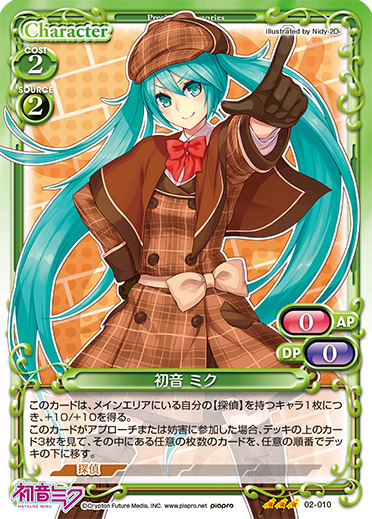 Precious Memories
illustrated by Nidy-2D-
Character
COST
2
SOURCE
2
0 AP
DP 0
初音 ミク
このカードは、メインエリアにいる自分の【探偵】を持つキャラ1枚につ
き、+10/+10を得る。
このカードがアプローチまたは妨害に参加した場合、デッキの上のカー
ド3枚を見て、その中にある任意の枚数のカードを、任意の順番でデッ
キの下に移す。
探偵
初音ミク
HATSUNE MIKU
©Crypton Future Media, INC. www.piapro.net piapro
02-010